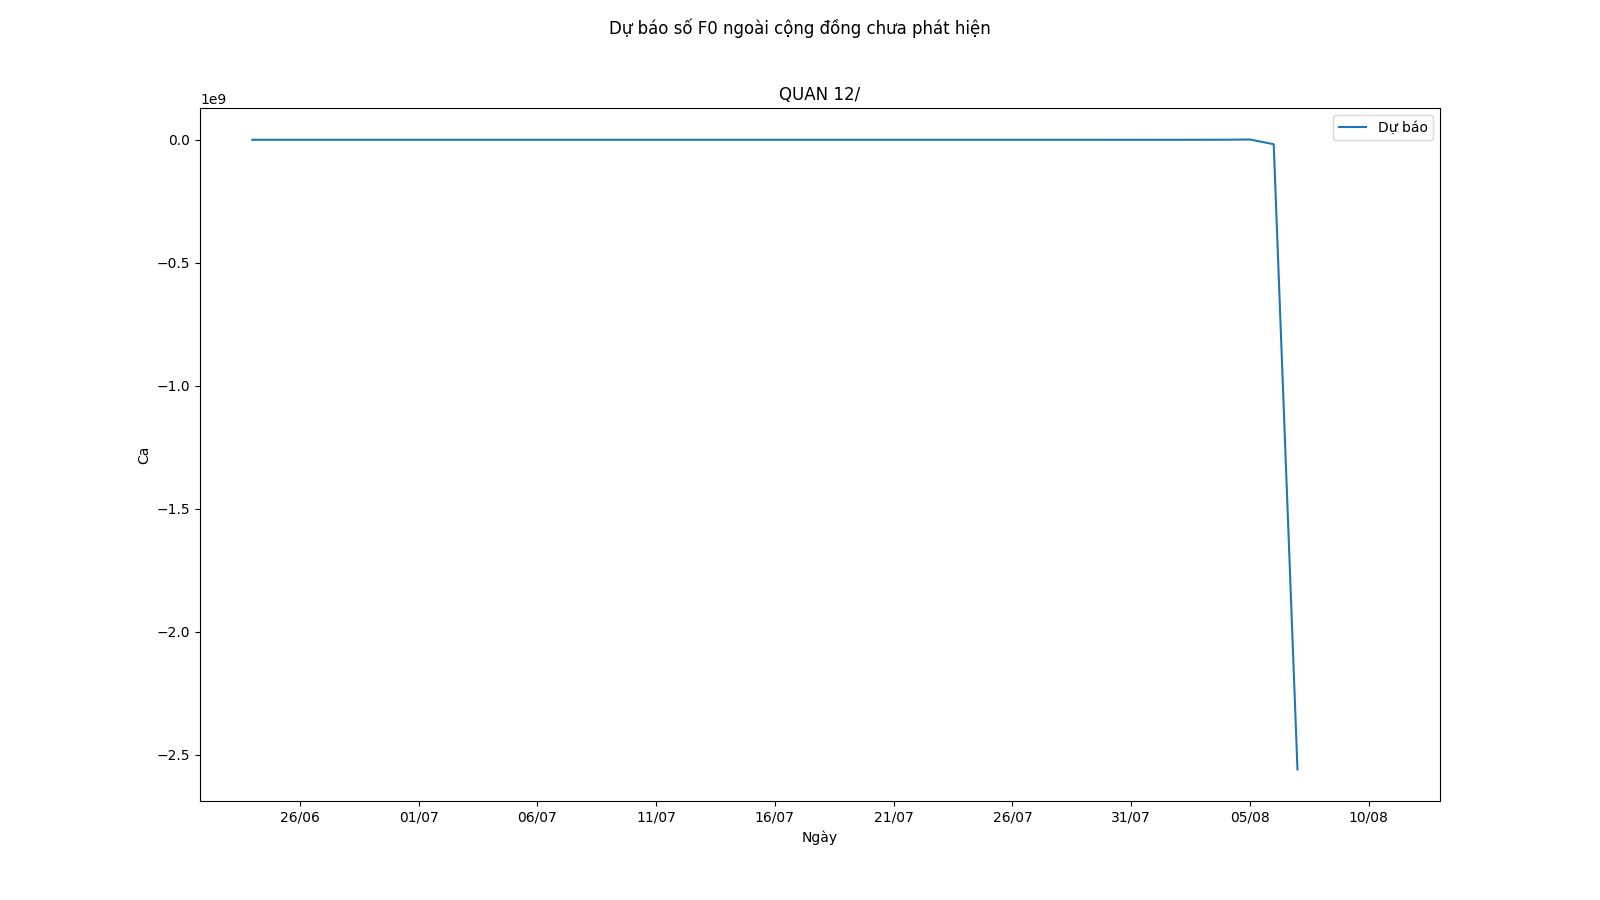 Dự báo số F0 ngoài cộng đồng chưa phát hiện
QUAN 12/
1e9
Dự báo
0.0
−0.5
−1.0
−1.5
−2.0
−2.5
Ca
26/06 01/07 06/07 11/07 16/07 21/07 26/07 31/07 05/08 10/08
Ngày